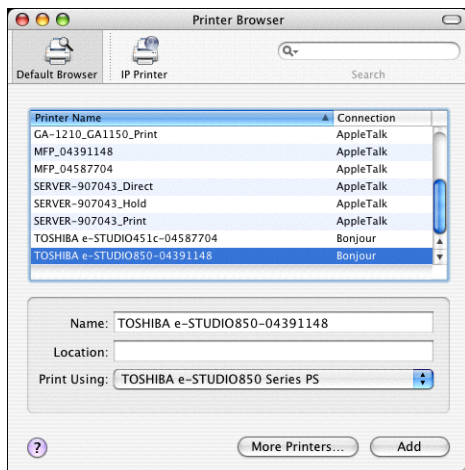 Printer Browser
Default Browser
IP Printer
Search
Printer Name Connection
GA-1210_GA1150_Print AppleTalk
MFP_04391148 AppleTalk
MFP_04587704 AppleTalk
SERVER-907043_Direct AppleTalk
SERVER-907043_Hold AppleTalk
SERVER-907043_Print AppleTalk
TOSHIBA e-STUDIO451c-04587704 Bonjour
TOSHIBA e-STUDIO850-04391148 Bonjour
Name: TOSHIBA e-STUDIO850-04391148
Location:
Print Using: TOSHIBA e-STUDIO850 Series PS
? More Printers... Add